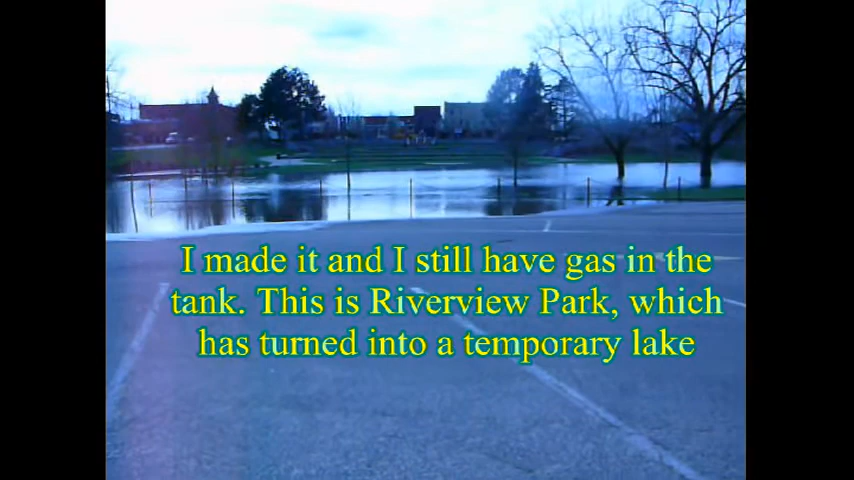 I made it and I still have gas in the
tank. This is Riverview Park, which
has turned into a temporary lake